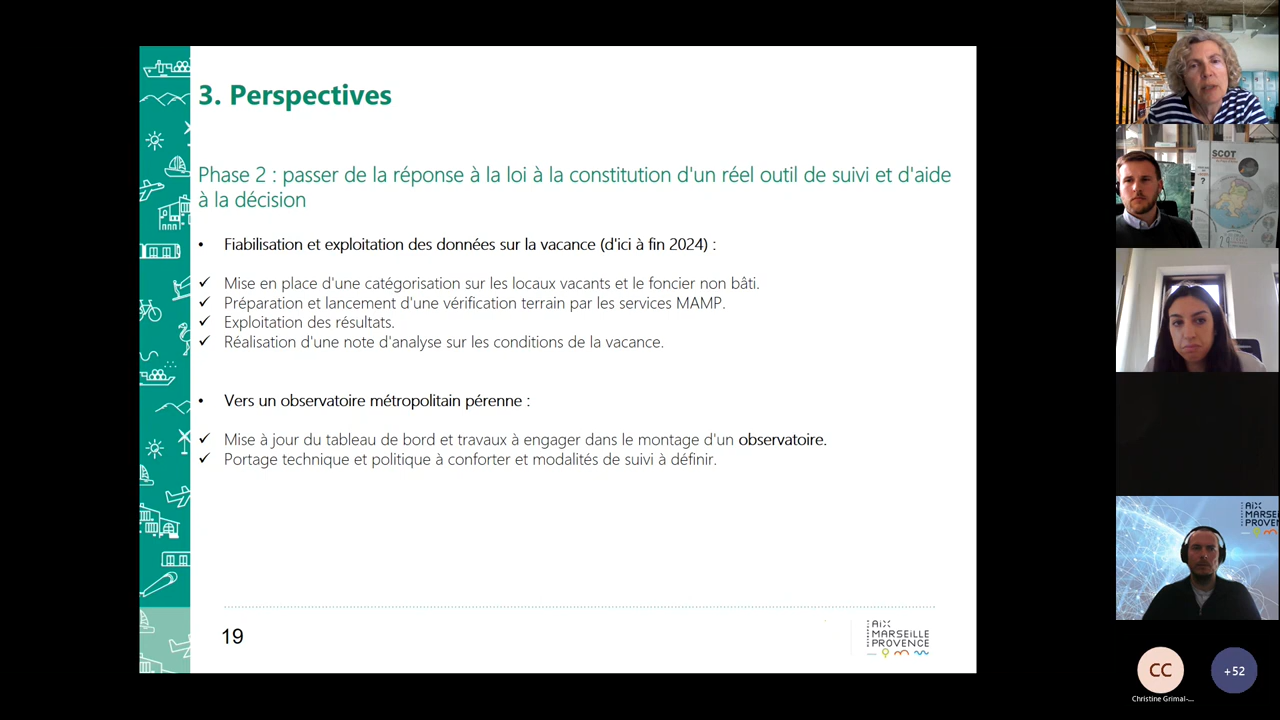 3. Perspectives
Phase 2 : passer de la réponse à la loi à la constitution d'un réel outil de suivi et d'aide
à la décision
• Fiabilisation et exploitation des données sur la vacance (d'ici à fin 2024) :
✓ Mise en place d'une catégorisation sur les locaux vacants et le foncier non bâti.
✓ Préparation et lancement d'une vérification terrain par les services MAMP.
✓ Exploitation des résultats.
✓ Réalisation d'une note d'analyse sur les conditions de la vacance.
• Vers un observatoire métropolitain pérenne :
✓ Mise à jour du tableau de bord et travaux à engager dans le montage d'un observatoire.
✓ Portage technique et politique à conforter et modalités de suivi à définir.
19
AIX
MARSEILLE
PROVENCE
SCOT
?
AIX
MARSE
PROVEN
CC
+52
Christine Grimal-...